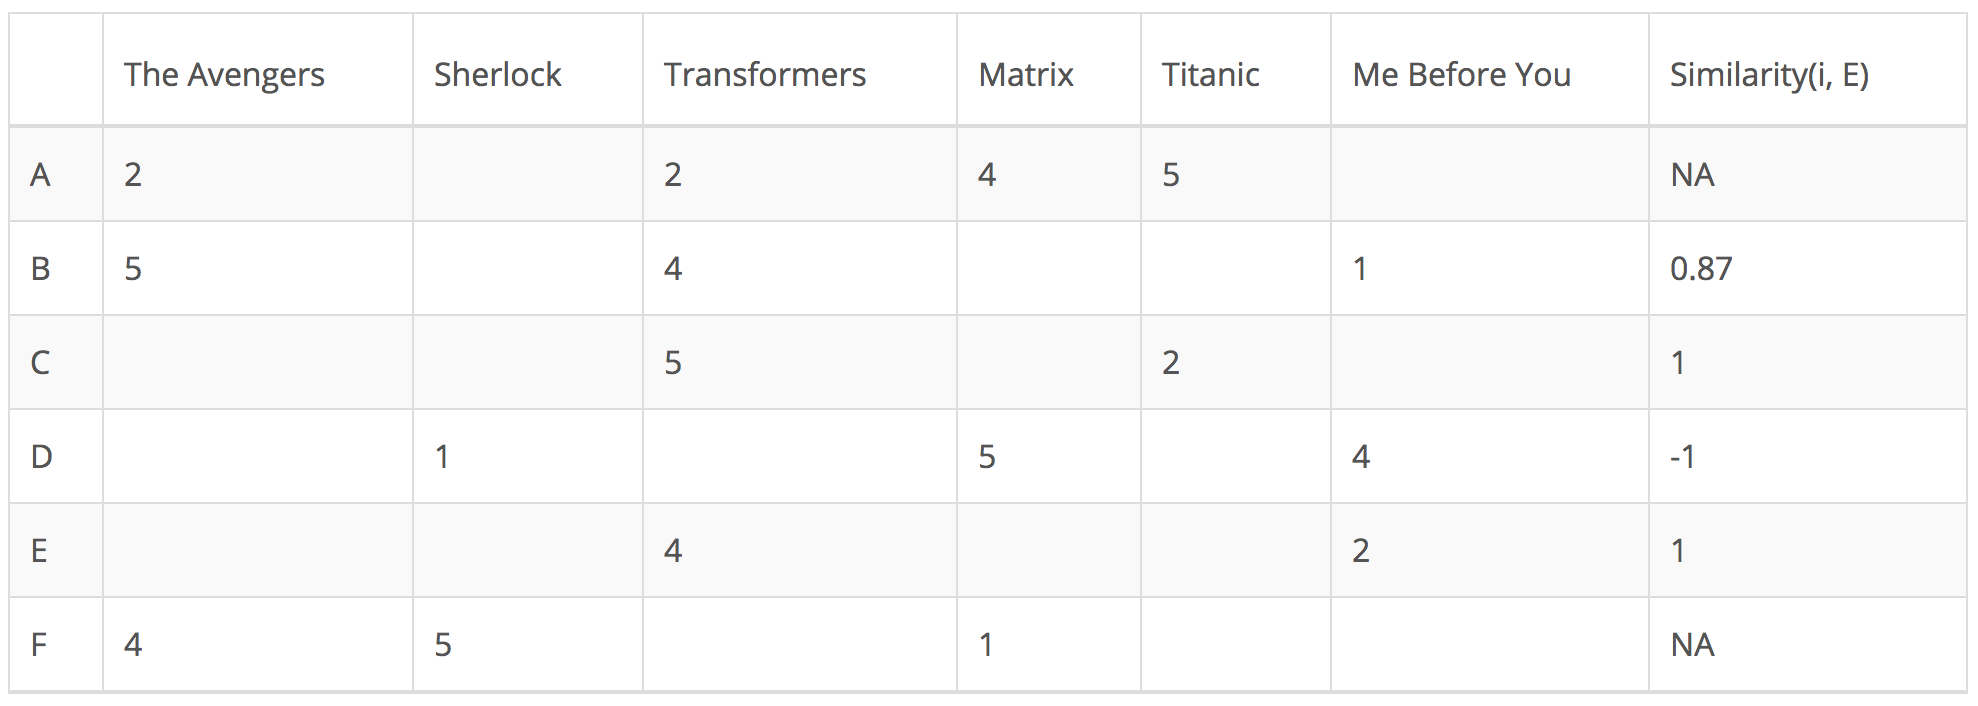 The Avengers Sherlock Transformers Matrix Titanic Me Before You Similarity(i, E)
A 2 2 4 5 NA
B 5 4 1 0.87
C 5 2 1
D 1 5 4 -1
E 4 2 1
F 4 5 1 NA